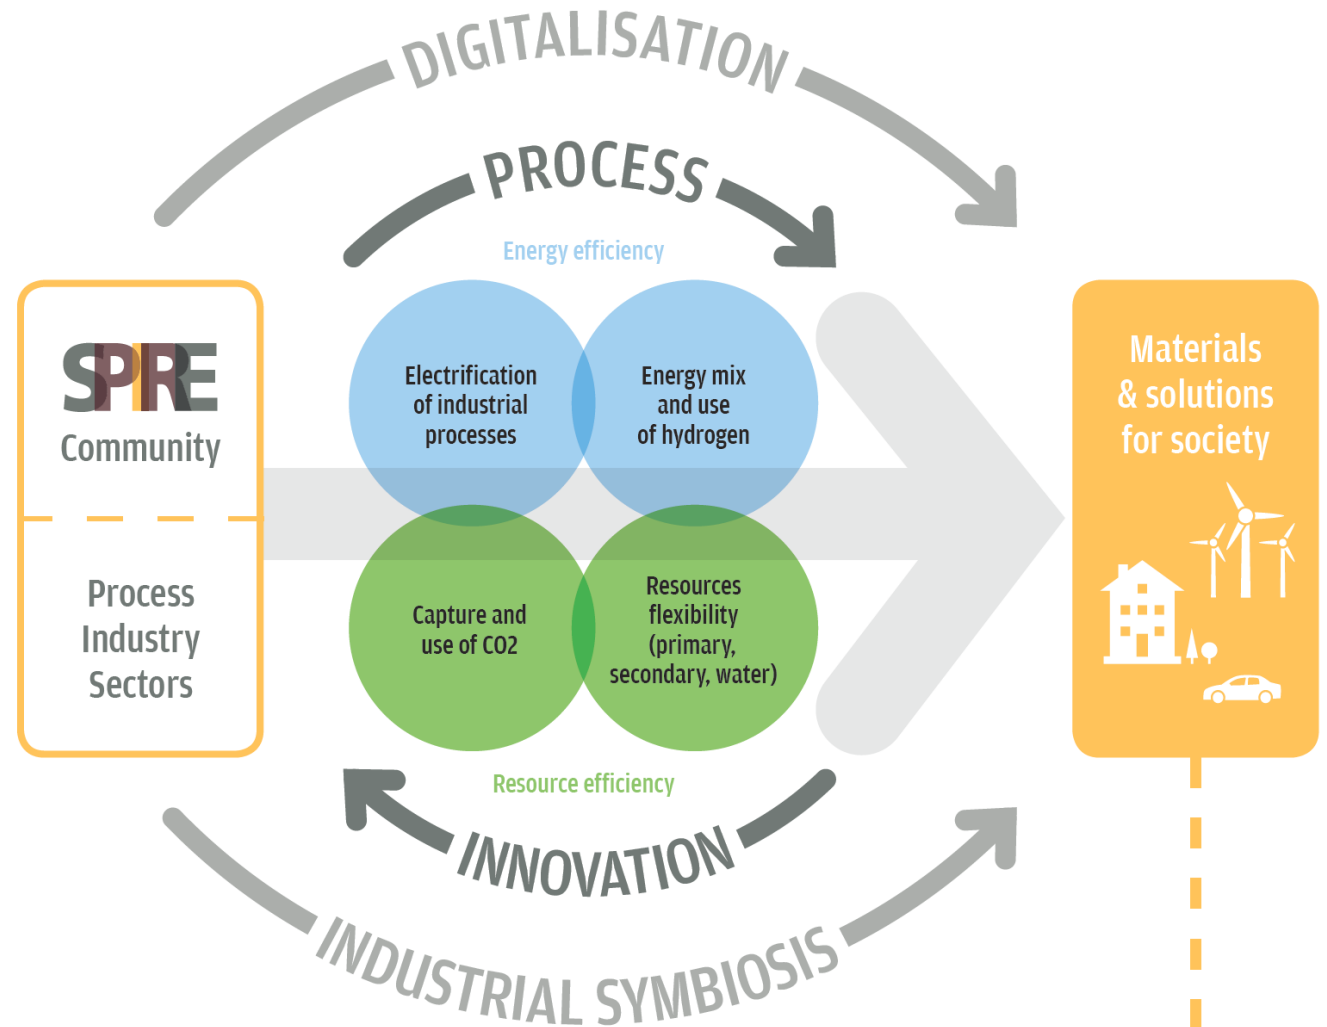 DIGITALISATION
PROCESS
Energy efficiency
SPIRE
Community
Process
Industry
Sectors
Electrification
of industrial
processes
Energy mix
and use
of hydrogen
Capture and
use of CO2
Resources
flexibility
(primary,
secondary, water)
Resource efficiency
INNOVATION
INDUSTRIAL SYMBIOSIS
Materials
& solutions
for society